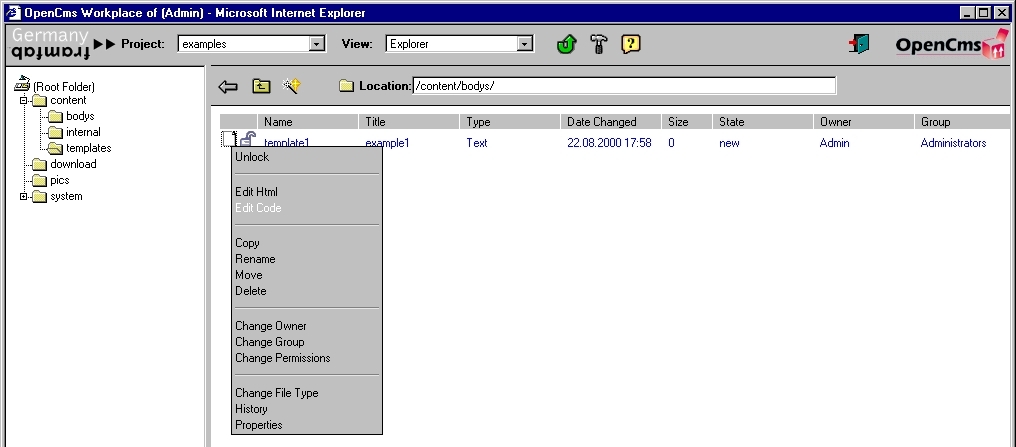 OpenCms Workplace of (Admin) - Microsoft Internet Explorer
Germany
framfab
Project: examples View: Explorer
OpenCms
Location: /content/bodys/
(Root Folder)
content
bodys
internal
templates
download
pics
system
Name Title Type Date Changed Size State Owner Group
template1 example1 Text 22.08.2000 17:58 0 new Admin Administrators
Unlock
Edit Html
Edit Code
Copy
Rename
Move
Delete
Change Owner
Change Group
Change Permissions
Change File Type
History
Properties